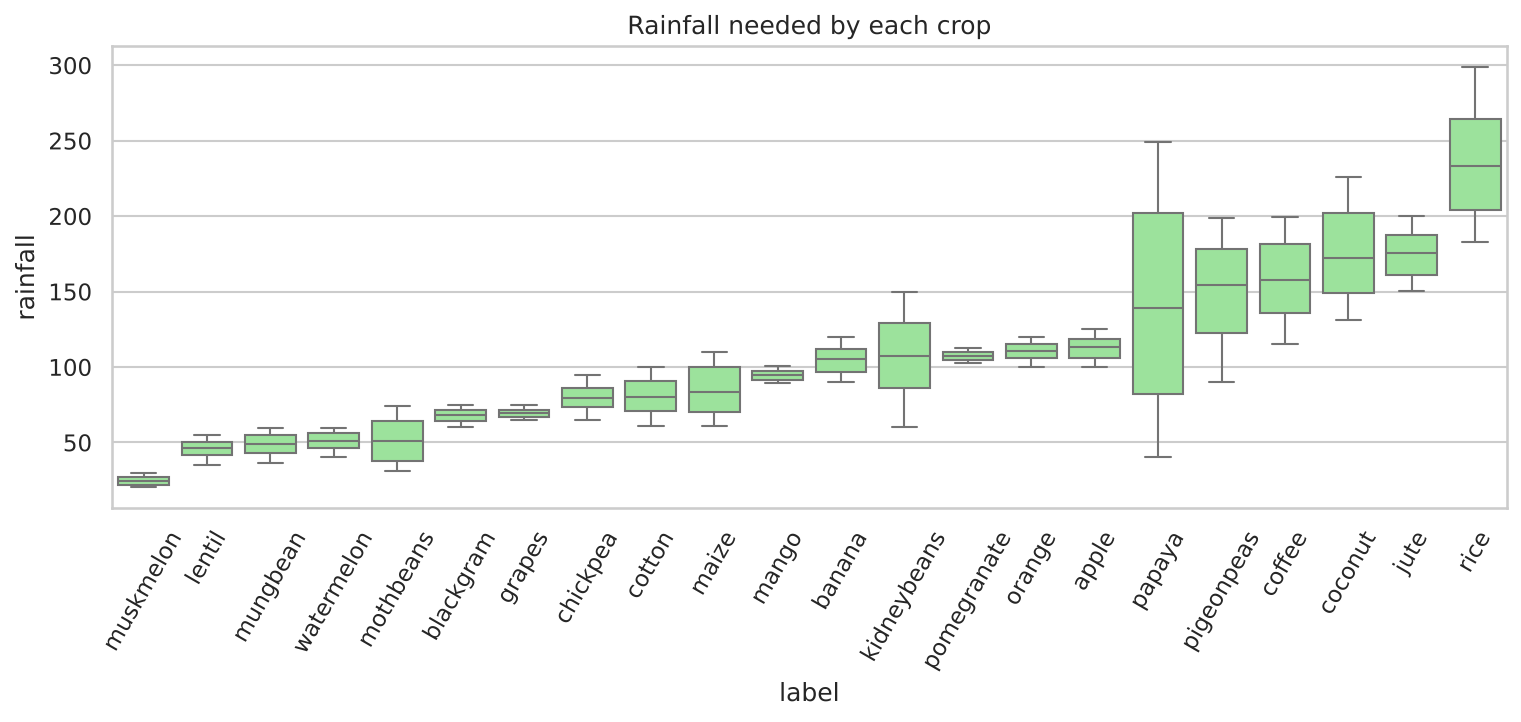 Rainfall needed by each crop
rainfall
300
250
200
150
100
50
muskmelon
lentil
mungbean
watermelon
mothbeans
blackgram
grapes
chickpea
cotton
maize
mango
banana
kidneybeans
pomegranate
orange
apple
papaya
pigeonpeas
coffee
coconut
jute
rice
label